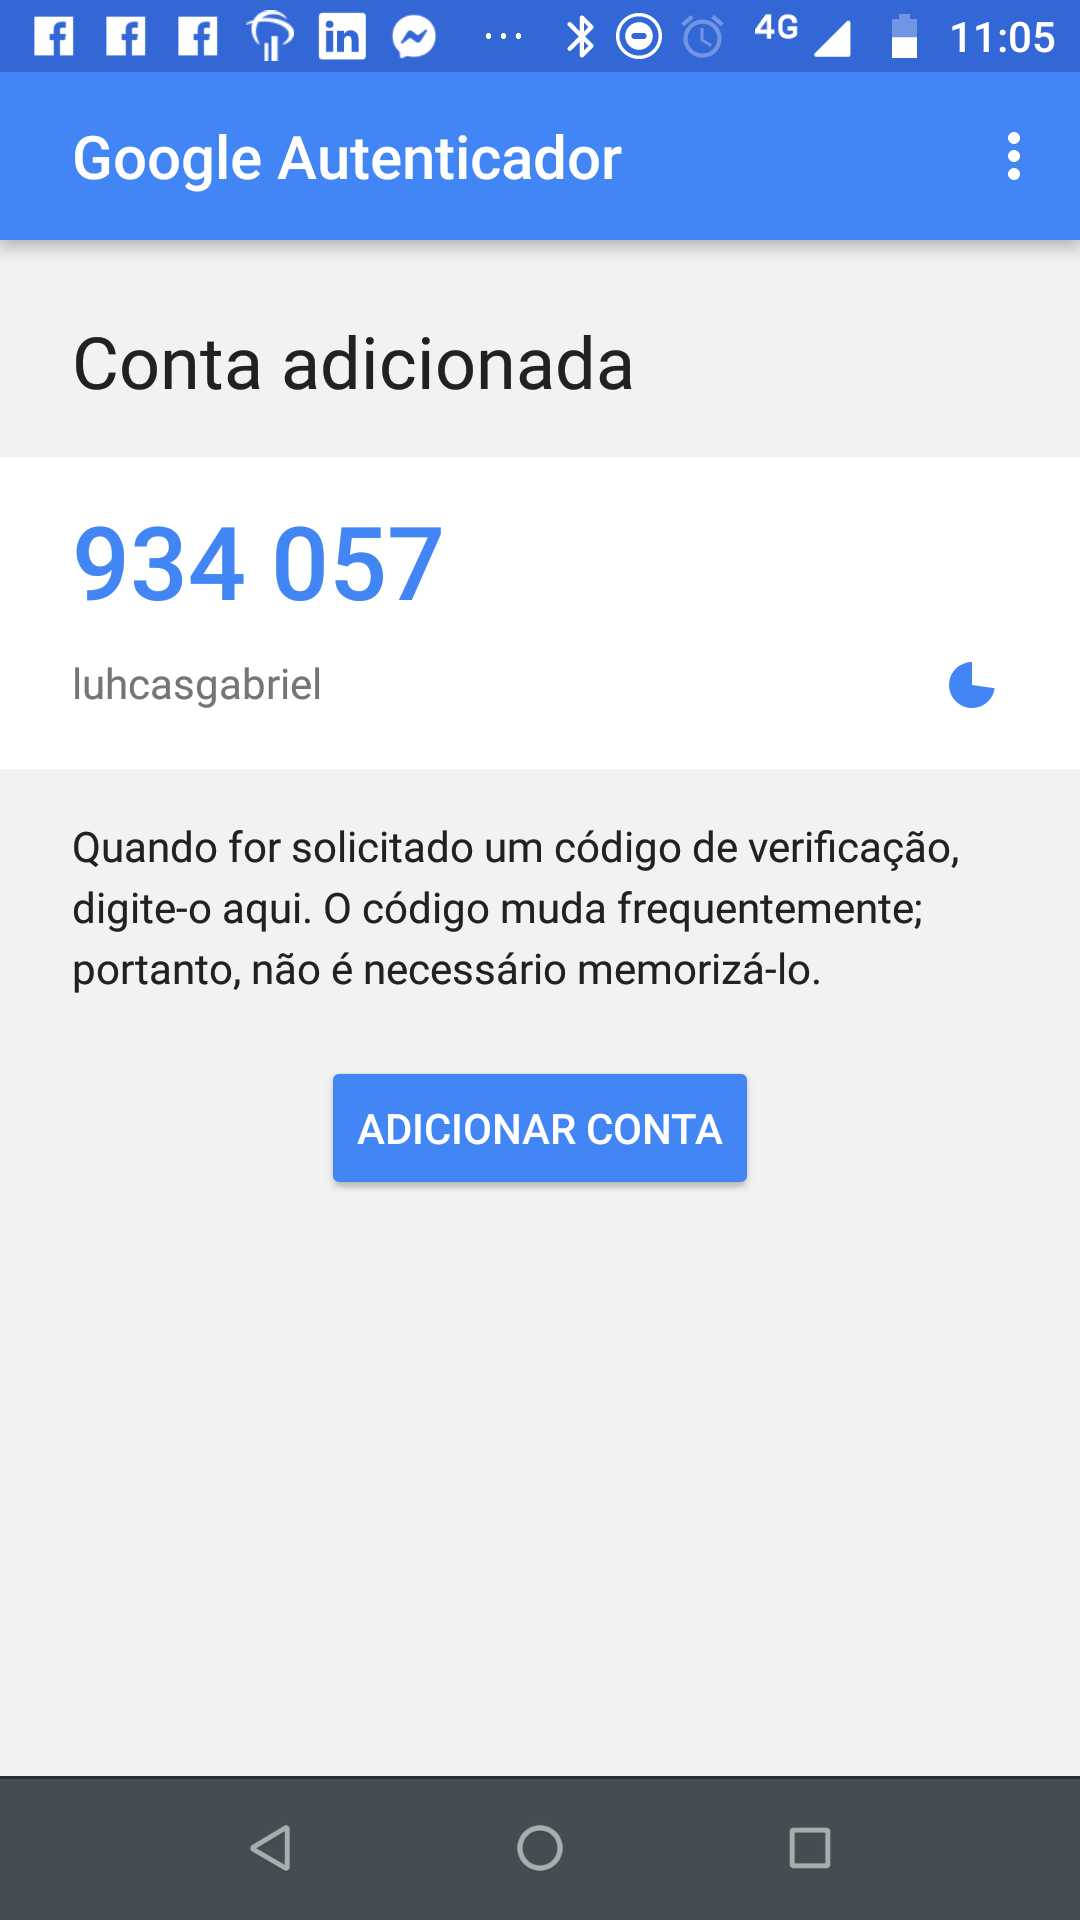 4G 11:05
Google Autenticador
Conta adicionada
934 057
luhcasgabriel
Quando for solicitado um código de verificação,
digite-o aqui. O código muda frequentemente;
portanto, não é necessário memorizá-lo.
ADICIONAR CONTA